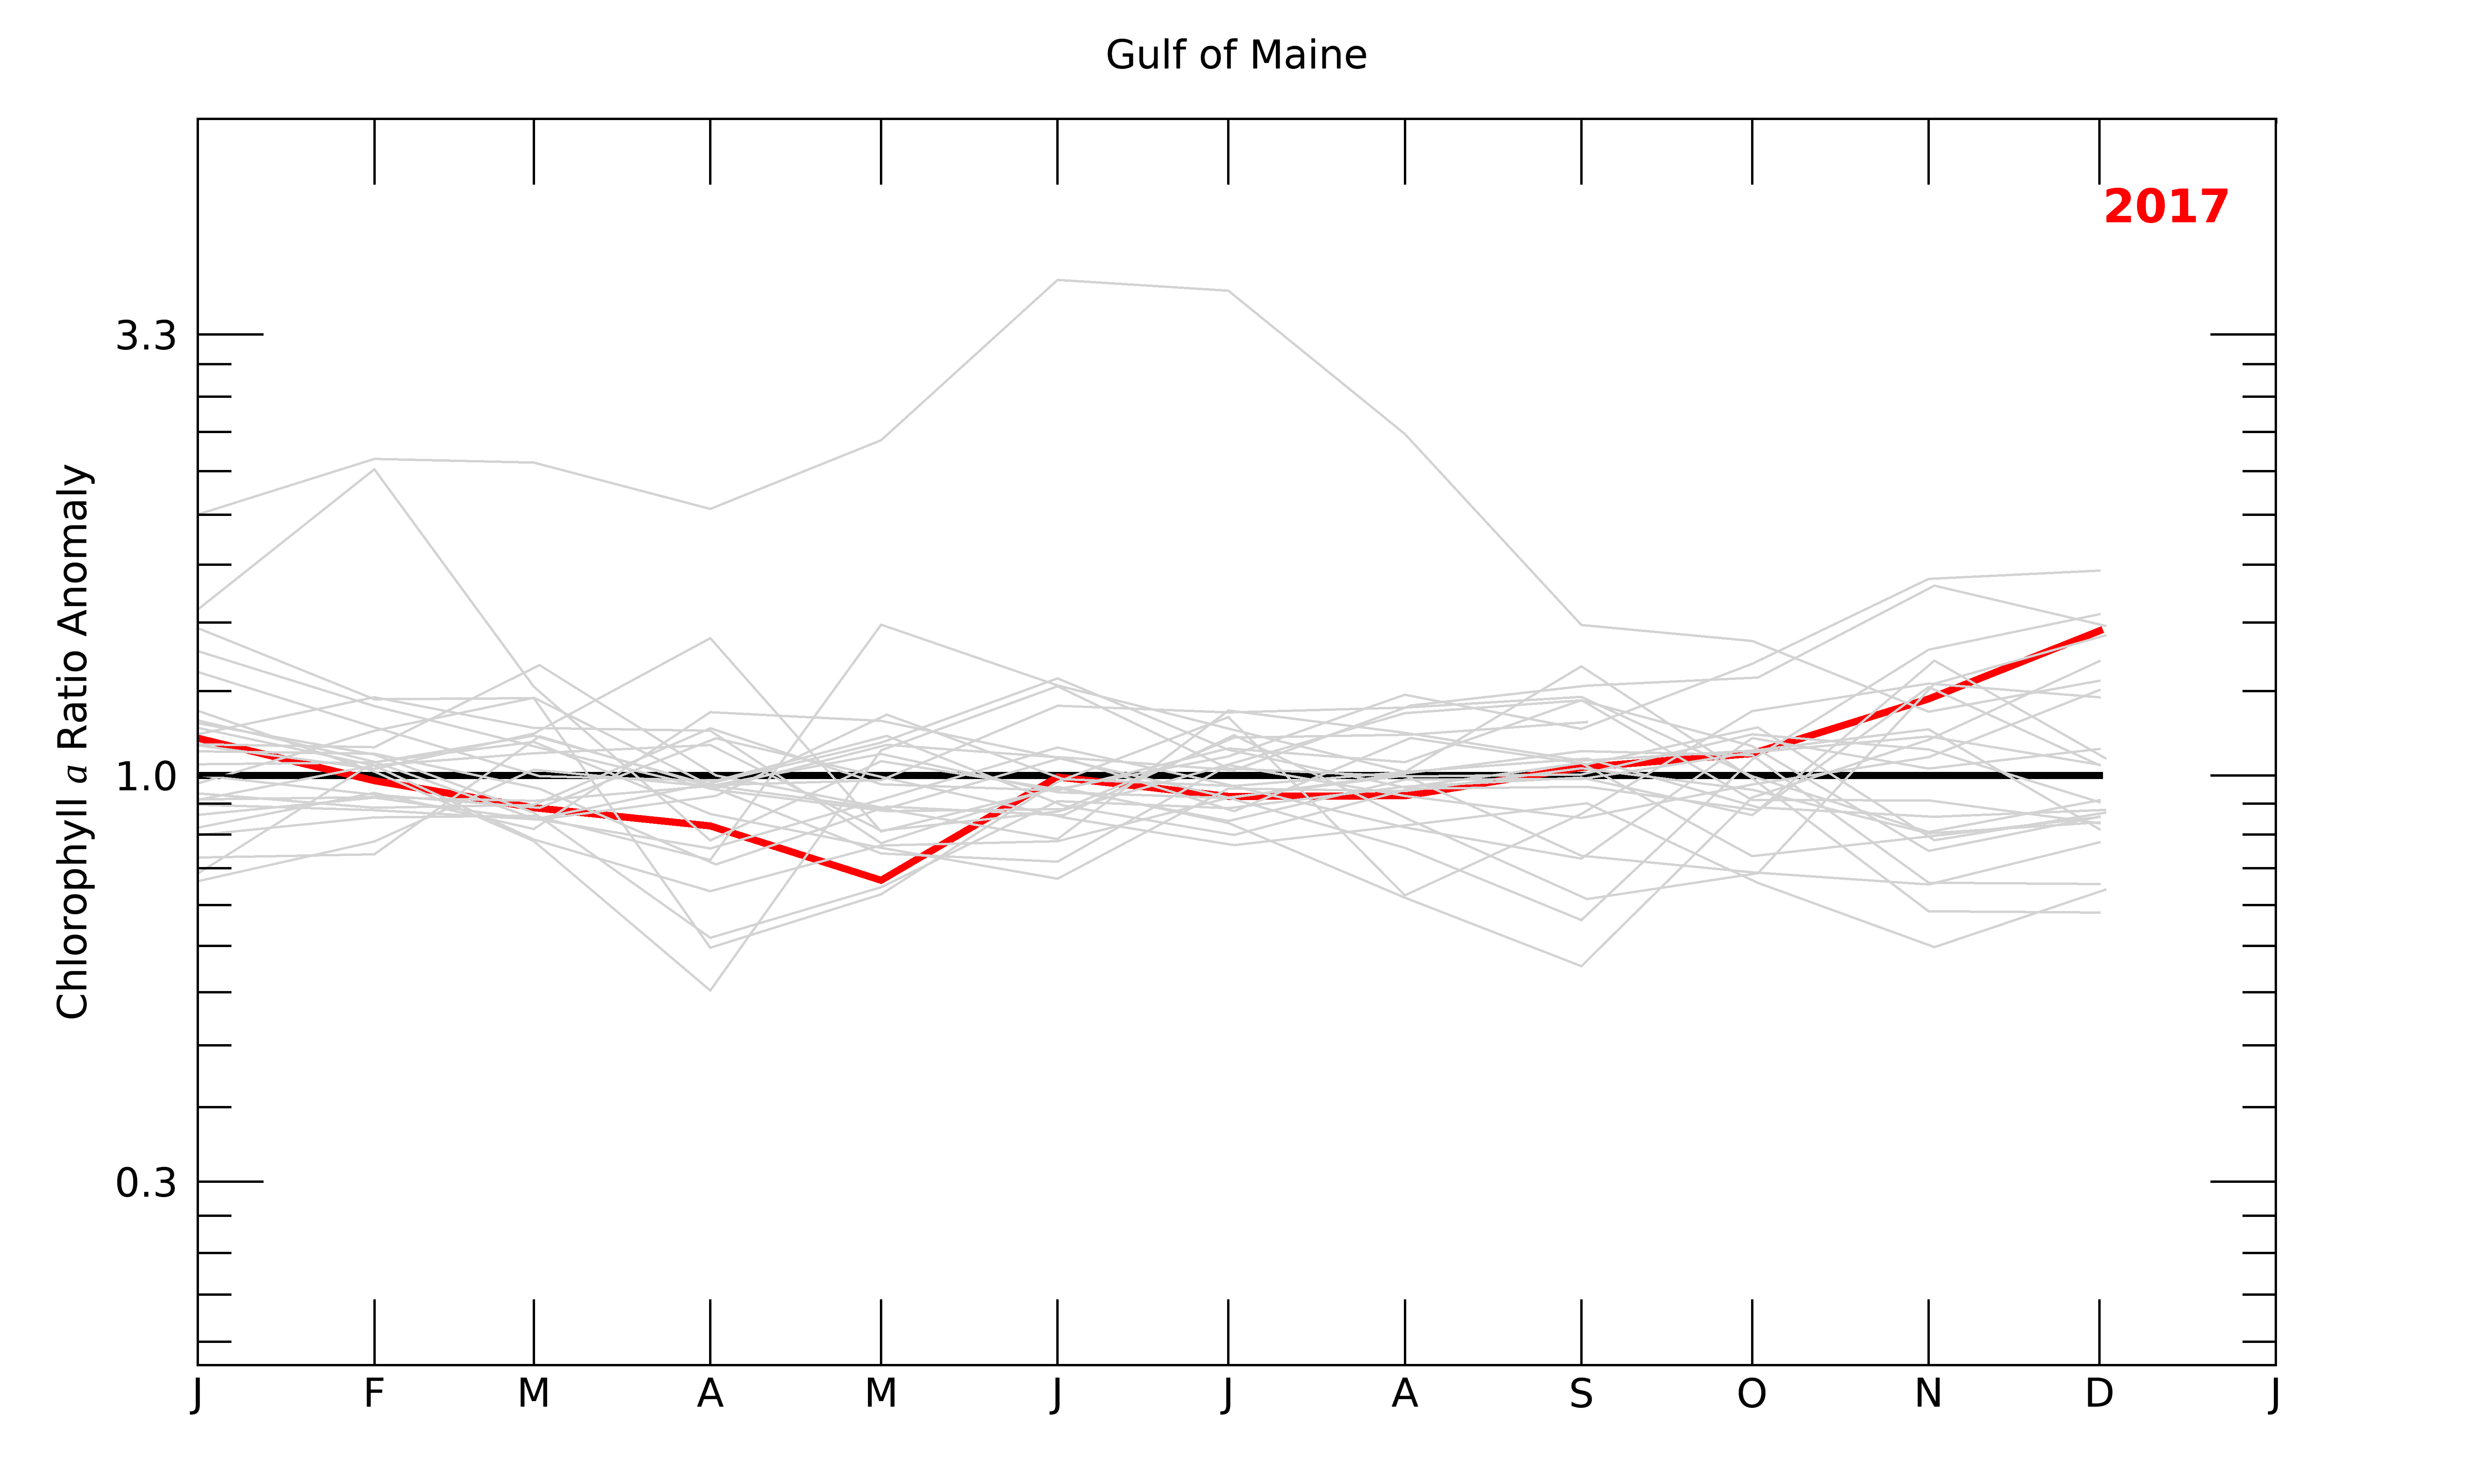 Gulf of Maine
2017
3.3
1.0
0.3
Chlorophyll a Ratio Anomaly
J F M A M J J A S O N D J